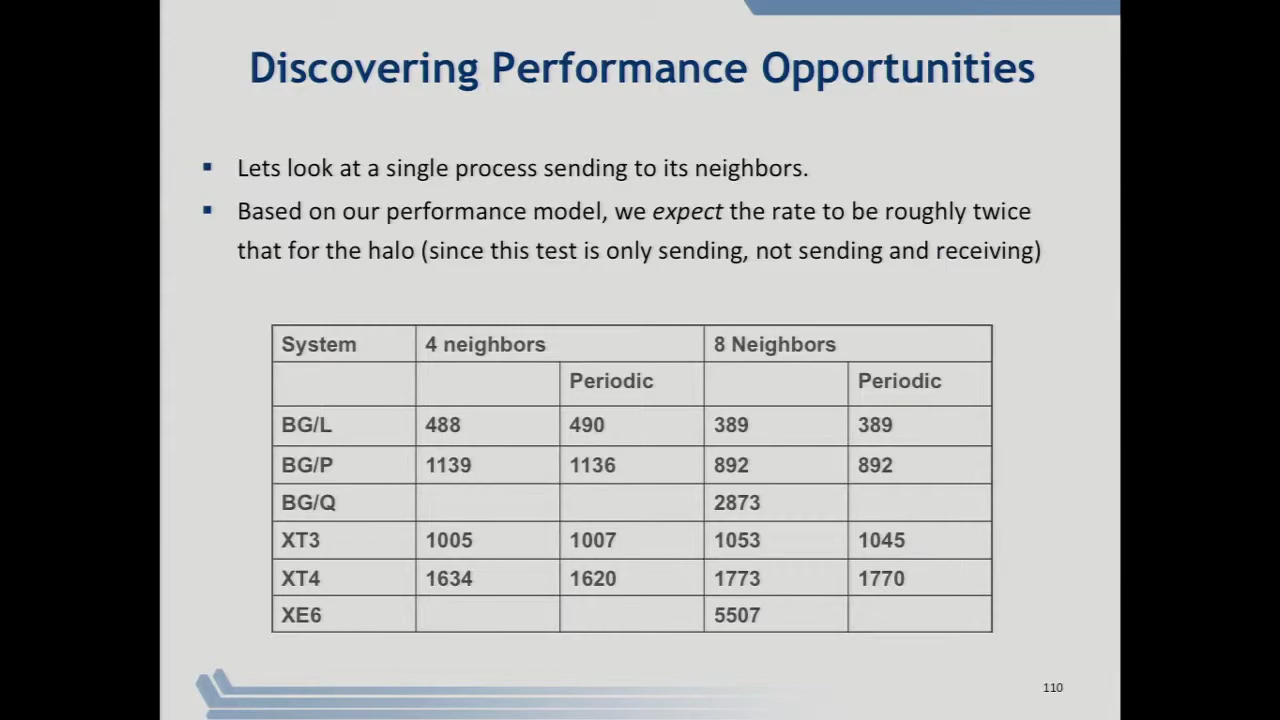 Discovering Performance Opportunities
▪ Lets look at a single process sending to its neighbors.
▪ Based on our performance model, we expect the rate to be roughly twice
that for the halo (since this test is only sending, not sending and receiving)
System 4 neighbors 8 Neighbors
Periodic Periodic
BG/L 488 490 389 389
BG/P 1139 1136 892 892
BG/Q 2873
XT3 1005 1007 1053 1045
XT4 1634 1620 1773 1770
XE6 5507
110